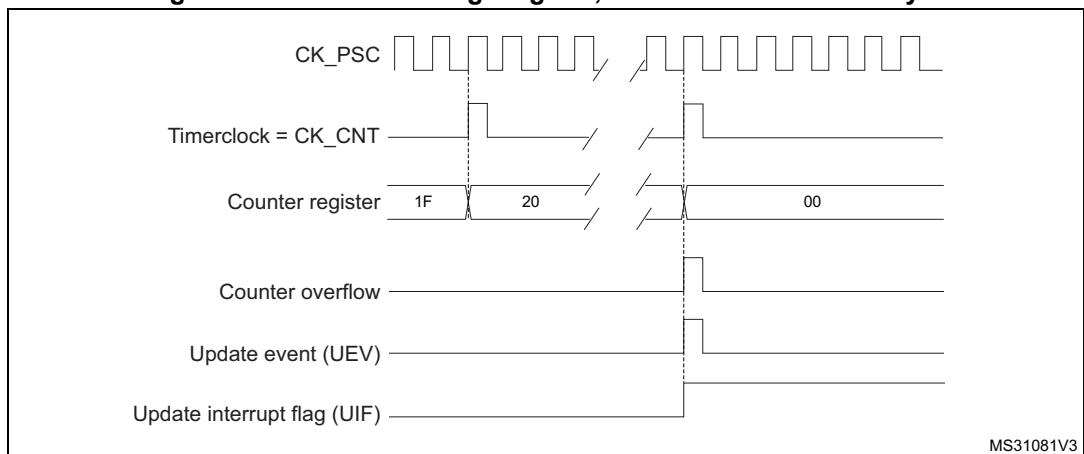 CK_PSC
Timerclock = CK_CNT
Counter register
1F
20
00
Counter overflow
Update event (UEV)
Update interrupt flag (UIF)
MS31081V3